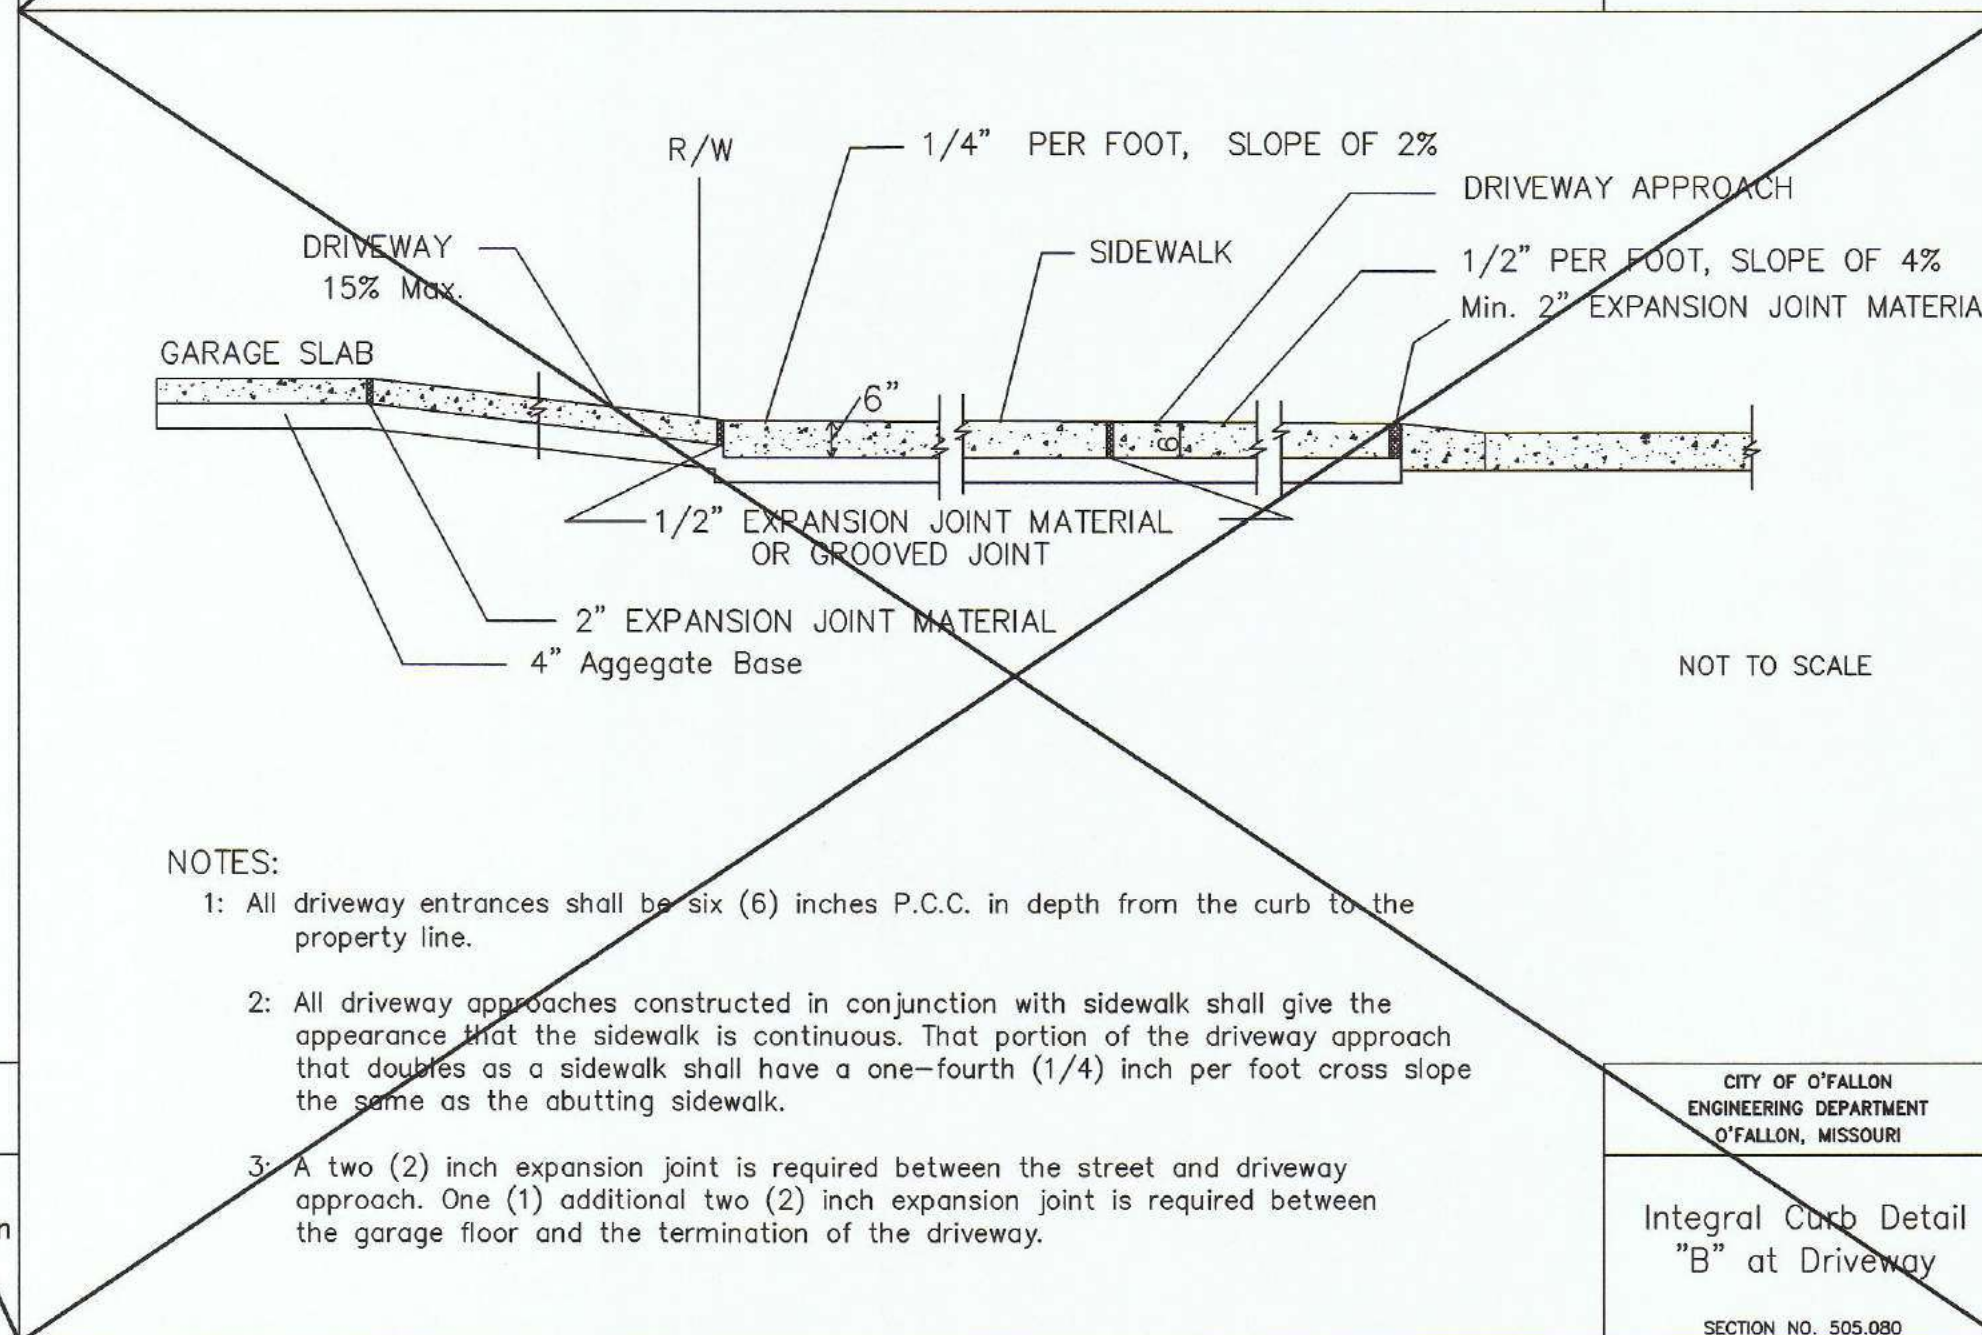 R/W
1/4" PER FOOT, SLOPE OF 2%
DRIVEWAY APPROACH
DRIVEWAY
15% Max.
SIDEWALK
1/2" PER FOOT, SLOPE OF 4%
Min. 2" EXPANSION JOINT MATERIA
GARAGE SLAB
6"
6"
1/2" EXPANSION JOINT MATERIAL
OR GROOVED JOINT
2" EXPANSION JOINT MATERIAL
4" Aggegate Base
NOT TO SCALE
NOTES:
1: All driveway entrances shall be six (6) inches P.C.C. in depth from the curb to the
property line.
2: All driveway approaches constructed in conjunction with sidewalk shall give the
appearance that the sidewalk is continuous. That portion of the driveway approach
that doubles as a sidewalk shall have a one-fourth (1/4) inch per foot cross slope
the same as the abutting sidewalk.
3: A two (2) inch expansion joint is required between the street and driveway
approach. One (1) additional two (2) inch expansion joint is required between
the garage floor and the termination of the driveway.
n
CITY OF O'FALLON
ENGINEERING DEPARTMENT
O'FALLON, MISSOURI
Integral Curb Detail
"B" at Driveway
SECTION NO. 505.080